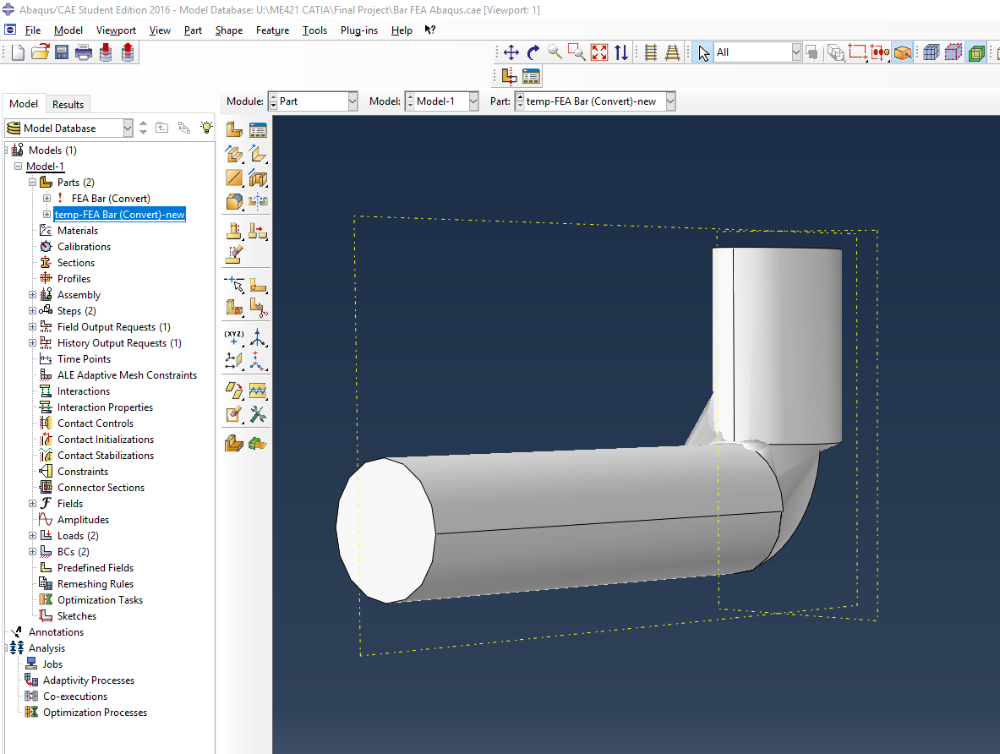 Abaqus/CAE Student Edition 2016 - Model Database: U:\ME421 CATIA\Final Project\Bar FEA Abaqus.cae [Viewport: 1]
File Model Viewport View Part Shape Feature Tools Plug-ins Help
All
Model Results
Module: Part Model: Model-1 Part: temp-FEA Bar (Convert)-new
Model Database
(XYZ)
Models (1)
Model-1
Parts (2)
FEA Bar (Convert)
temp-FEA Bar (Convert)-new
Materials
Calibrations
Sections
Profiles
Assembly
Steps (2)
Field Output Requests (1)
History Output Requests (1)
Time Points
ALE Adaptive Mesh Constraints
Interactions
Interaction Properties
Contact Controls
Contact Initializations
Contact Stabilizations
Constraints
Connector Sections
Fields
Amplitudes
Loads (2)
BCs (2)
Predefined Fields
Remeshing Rules
Optimization Tasks
Sketches
Annotations
Analysis
Jobs
Adaptivity Processes
Co-executions
Optimization Processes